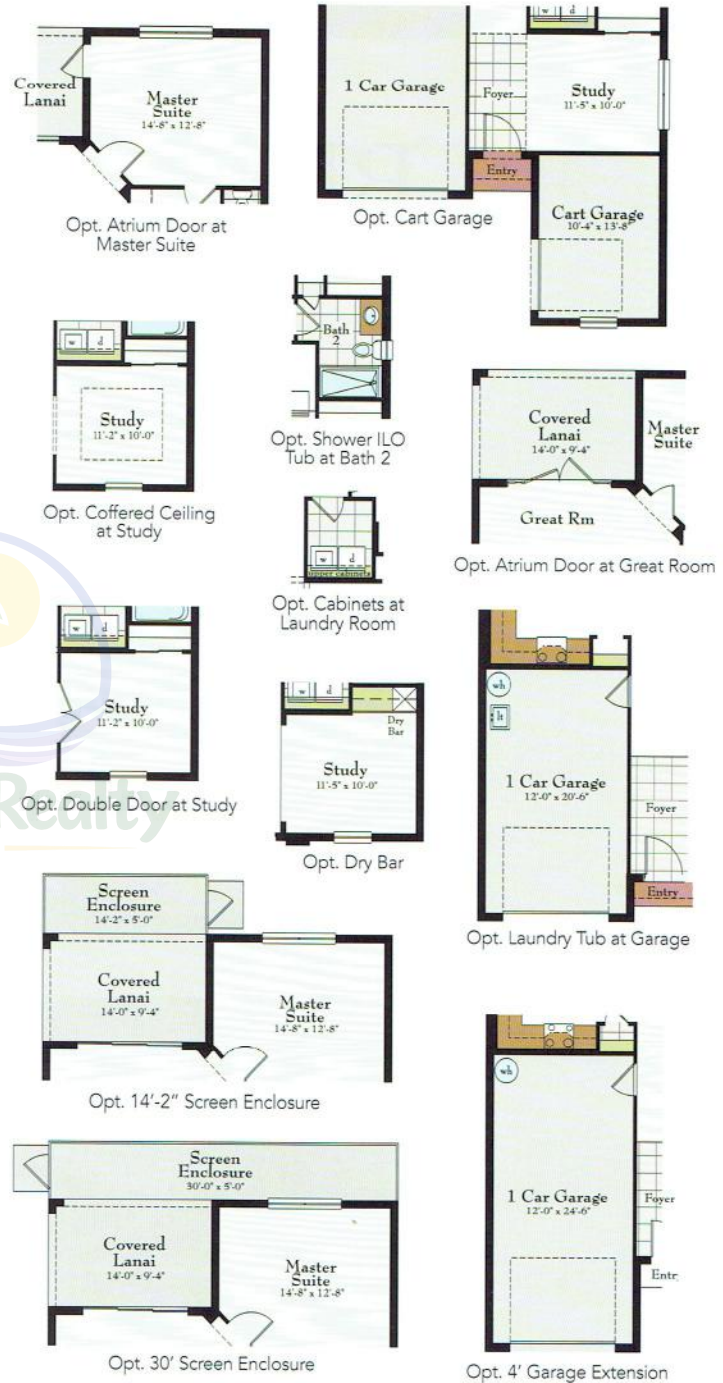 Covered
Lanai
Master
Suite
14'-8" x 12'-8"
Opt. Atrium Door at
Master Suite
w d
1 Car Garage
Foyer
Study
11'-5" x 10'-0"
Entry
Cart Garage
10'-4" x 13'-8"
Opt. Cart Garage
w d
Study
11'-2" x 10'-0"
Opt. Coffered Ceiling
at Study
Bath
2
Opt. Shower ILO
Tub at Bath 2
Covered
Lanai
14'-0" x 9'-4"
Master
Suite
Great Rm
Opt. Atrium Door at Great Room
w d
upper cabinets
Opt. Cabinets at
Laundry Room
w d
Study
11'-2" x 10'-0"
Opt. Double Door at Study
Realty
w d
Dry
Bar
Study
11'-5" x 10'-0"
Opt. Dry Bar
wh
lt
1 Car Garage
12'-0" x 20'-6"
Foyer
Entry
Opt. Laundry Tub at Garage
Screen
Enclosure
14'-2" x 5'-0"
Covered
Lanai
14'-0" x 9'-4"
Master
Suite
14'-8" x 12'-8"
Opt. 14'-2" Screen Enclosure
wh
1 Car Garage
12'-0" x 24'-6"
Foyer
Entr
Opt. 4' Garage Extension
Screen
Enclosure
30'-0" x 5'-0"
Covered
Lanai
14'-0" x 9'-4"
Master
Suite
14'-8" x 12'-8"
Opt. 30' Screen Enclosure